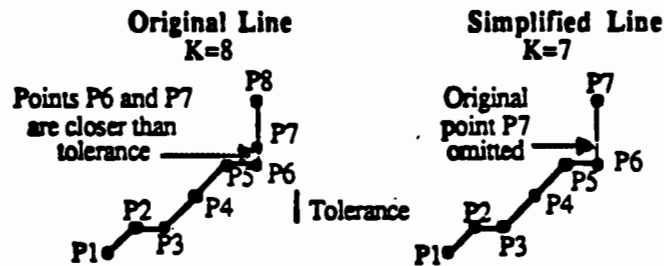 Original Line
K=8
P8
Points P6 and P7
are closer than
tolerance
P7
P6
P5
P4
P2
P3
P1
Tolerance
Simplified Line
K=7
P7
Original
point P7
omitted
P6
P5
P4
P2
P3
P1